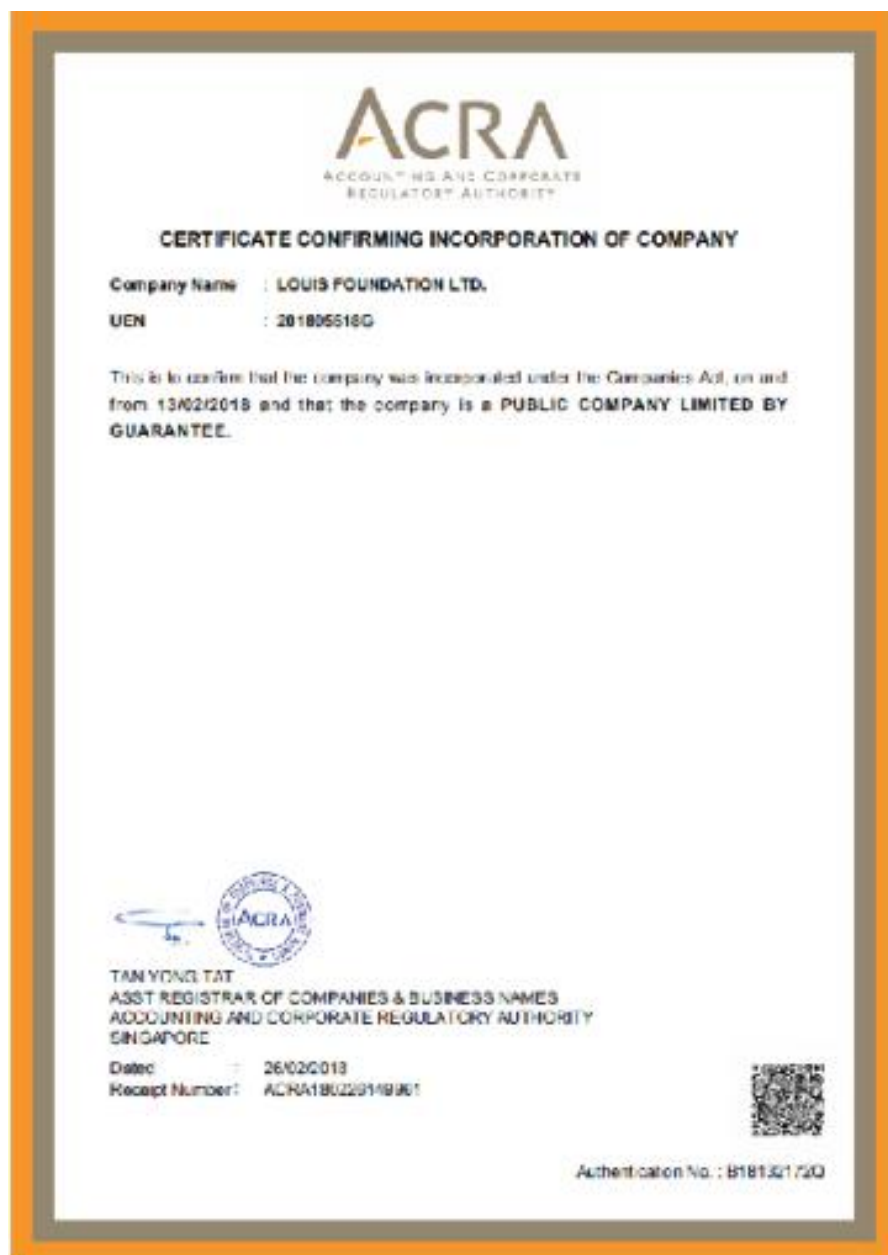 ACRA
ACCOUNTING AND CORPORATE
REGULATORY AUTHORITY
CERTIFICATE CONFIRMING INCORPORATION OF COMPANY
Company Name : LOUIS FOUNDATION LTD.
UEN : 201805518G
This is to confirm that the company was incorporated under the Companies Act, on and
from 13/02/2018 and that the company is a PUBLIC COMPANY LIMITED BY
GUARANTEE.
ACRA
TAN YONG TAT
ASST REGISTRAR OF COMPANIES & BUSINESS NAMES
ACCOUNTING AND CORPORATE REGULATORY AUTHORITY
SINGAPORE
Dated : 26/02/2018
Receipt Number :
Authentication No. : B18132172Q